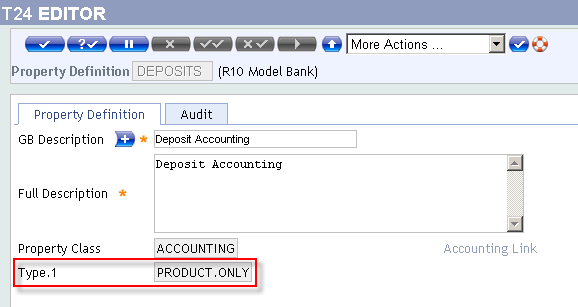 T24 EDITOR
More Actions ...
Property Definition DEPOSITS (R10 Model Bank)
Property Definition Audit
GB Description * Deposit Accounting
Full Description * Deposit Accounting
Property Class ACCOUNTING Accounting Link
Type.1 PRODUCT.ONLY